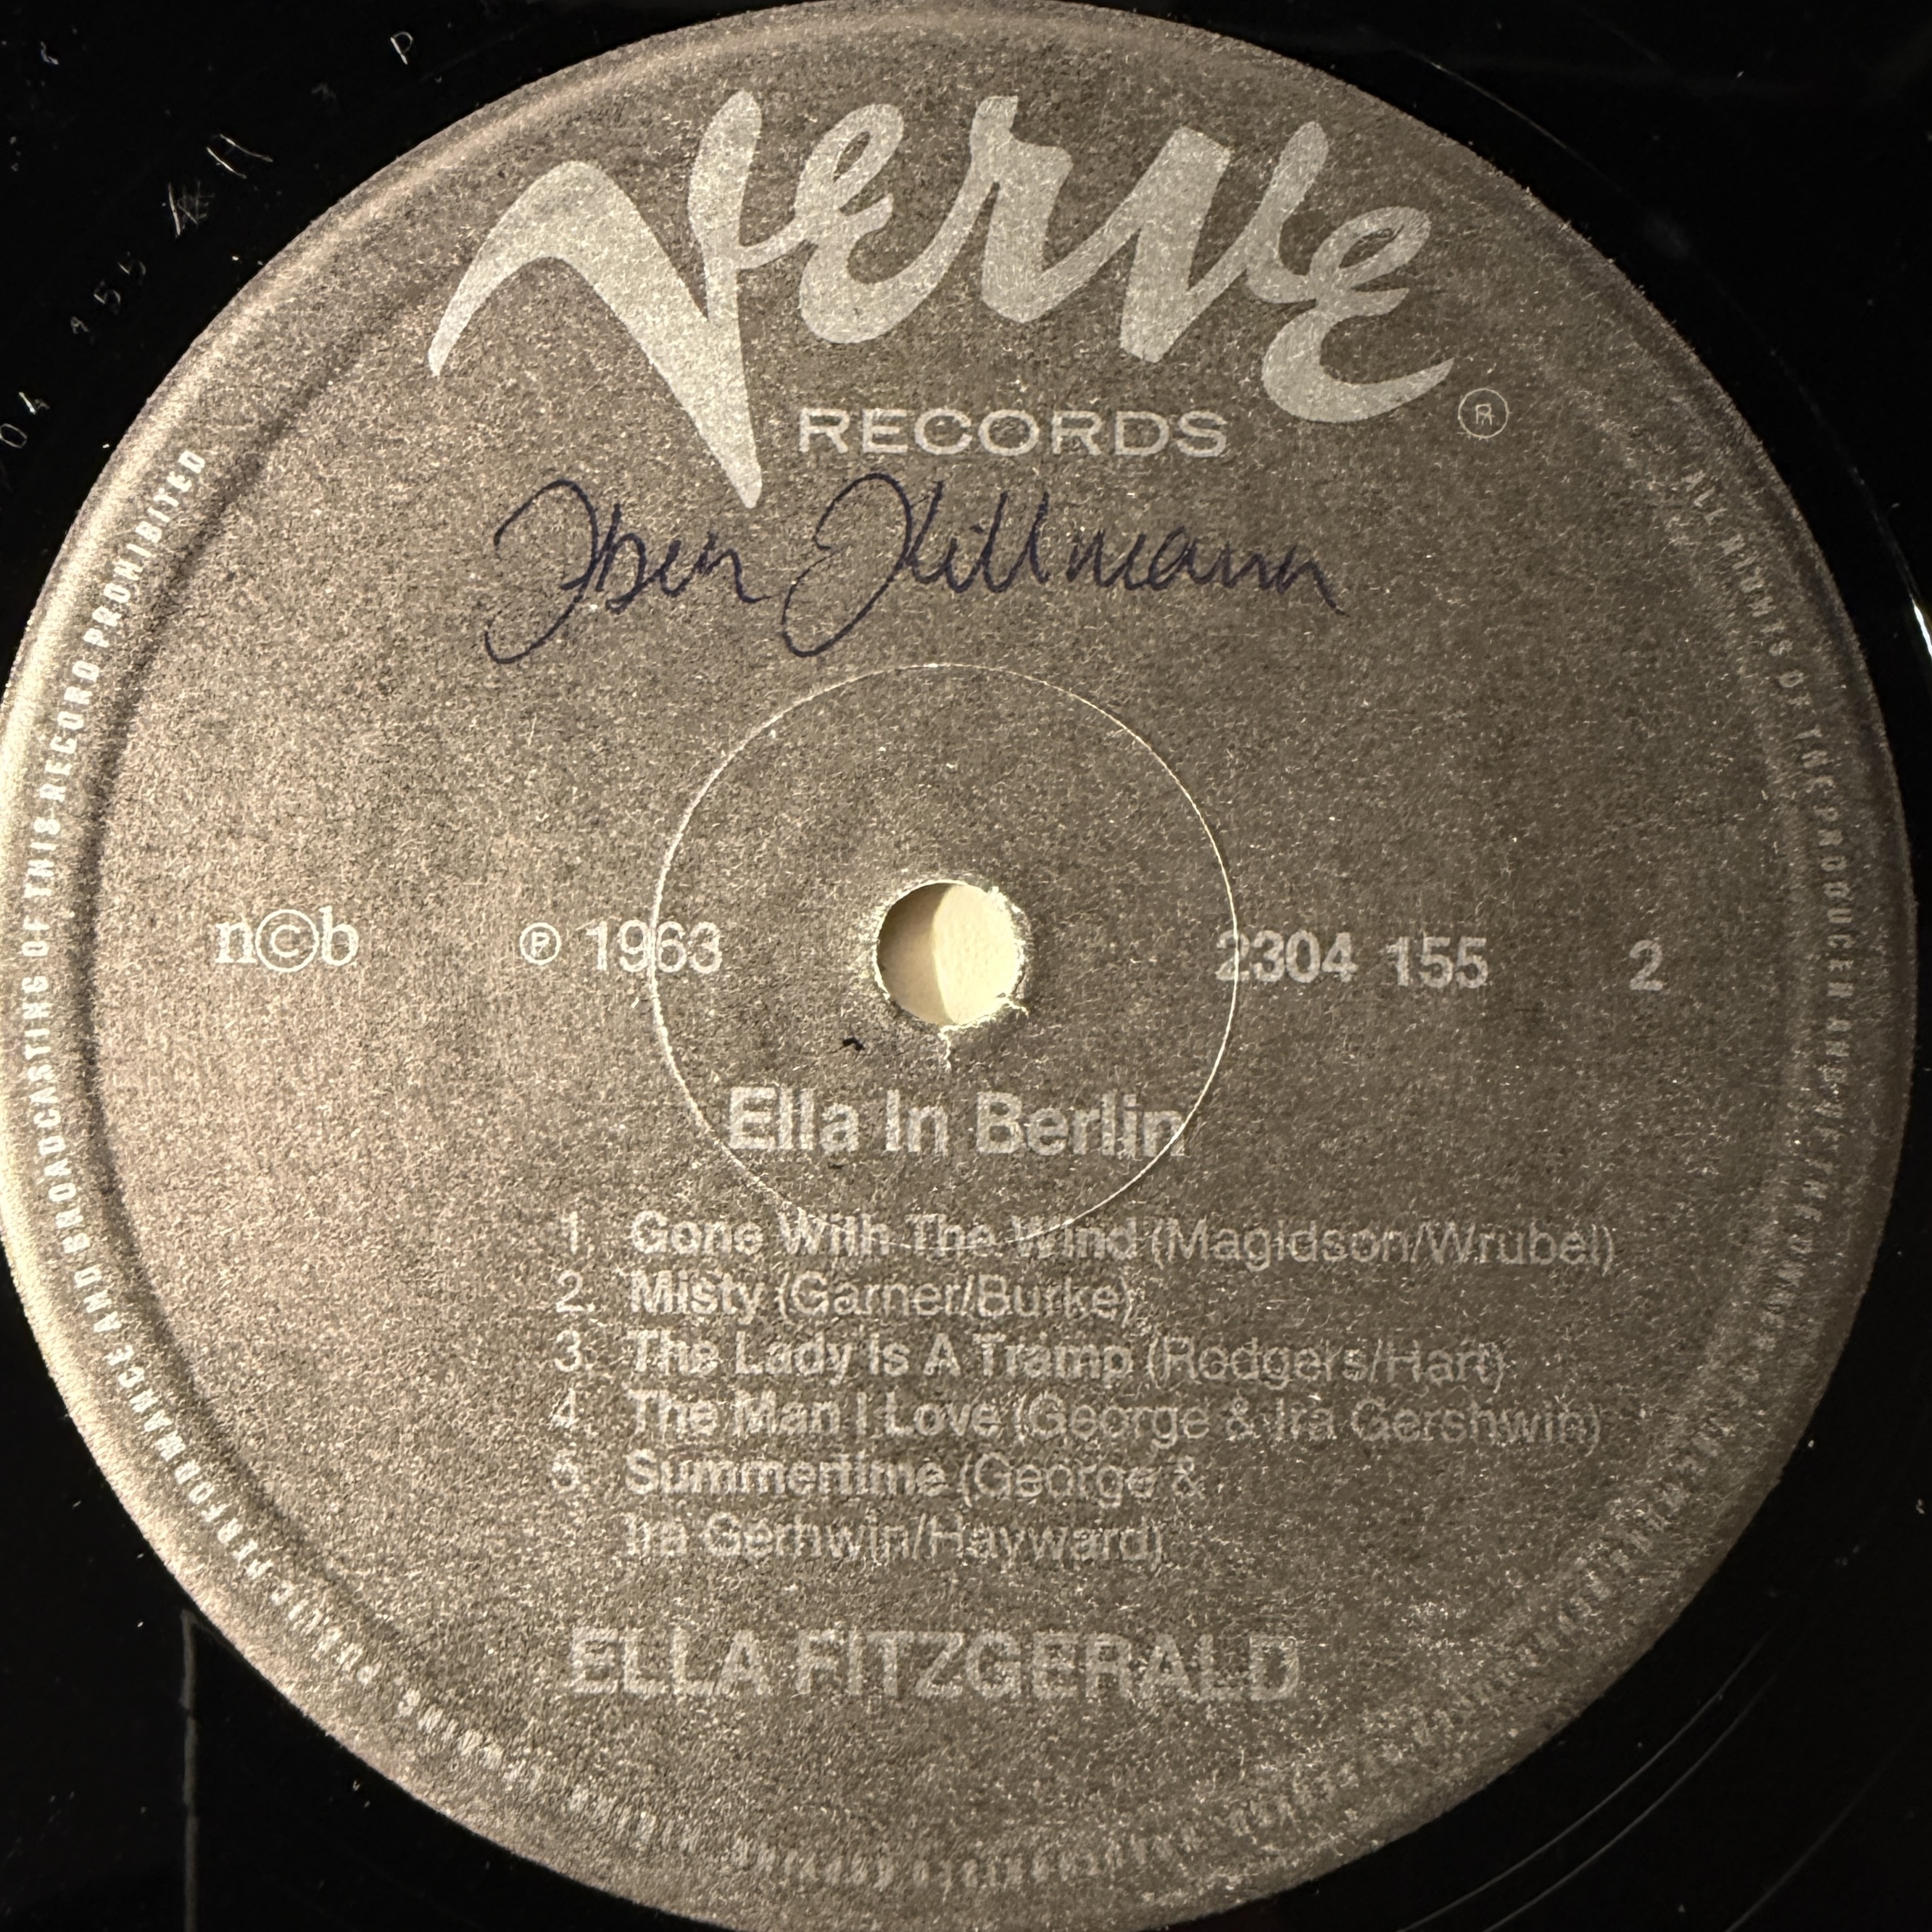 VERVE
RECORDS
®
n©b
℗ 1963
2304 155
2
Ella In Berlin
1. Gone With The Wind (Magidson/Wrubel)
2. Misty (Garner/Burke)
3. The Lady Is A Tramp (Rodgers/Hart)
4. The Man I Love (George & Ira Gershwin)
5. Summertime (George &
Ira Gerhwin/Hayward)
ELLA FITZGERALD
ALL RIGHTS OF THE PRODUCER AND OF THE OWNER OF THE
PUBLIC PERFORMANCE AND BROADCASTING OF THIS RECORD PROHIBITED